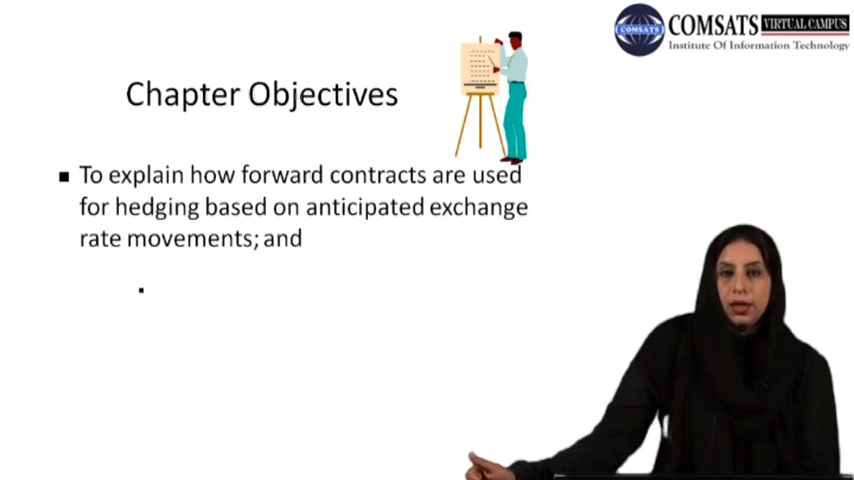 COMSATS VIRTUAL CAMPUS
COMSATS
Institute Of Information Technology
Chapter Objectives
▪ To explain how forward contracts are used
for hedging based on anticipated exchange
rate movements; and
▪